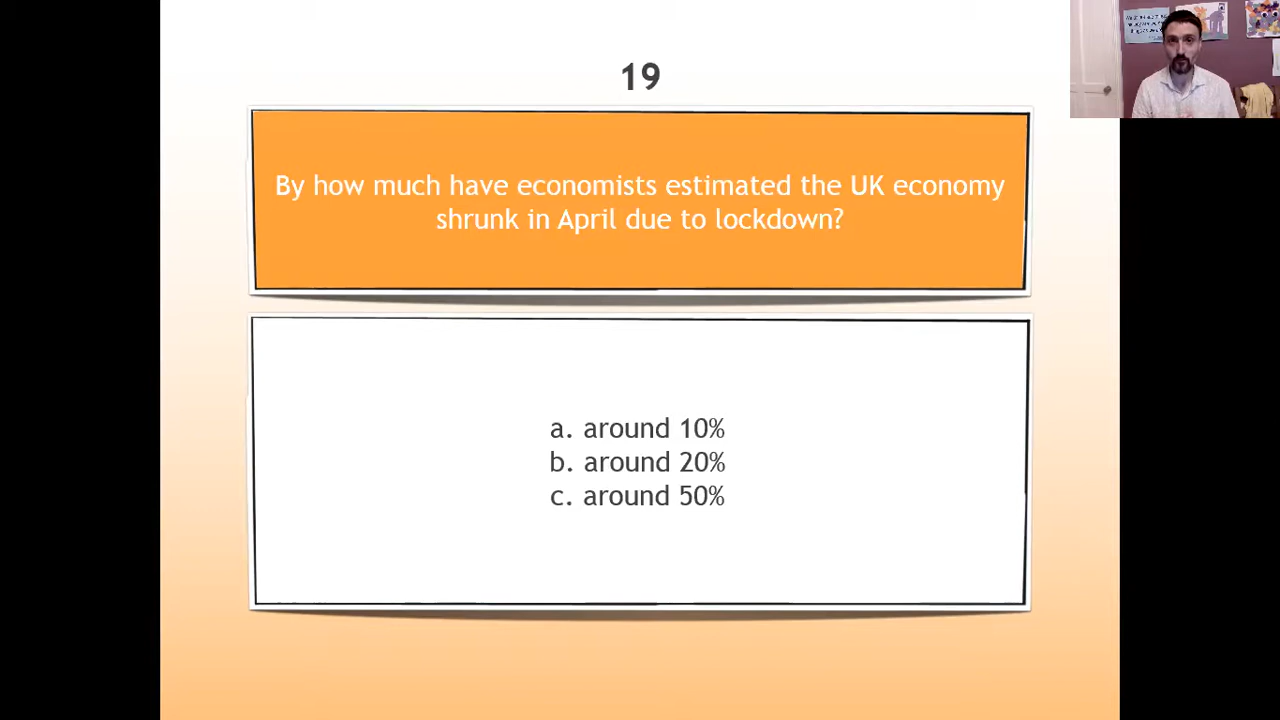 19
By how much have economists estimated the UK economy
shrunk in April due to lockdown?
a. around 10%
b. around 20%
c. around 50%